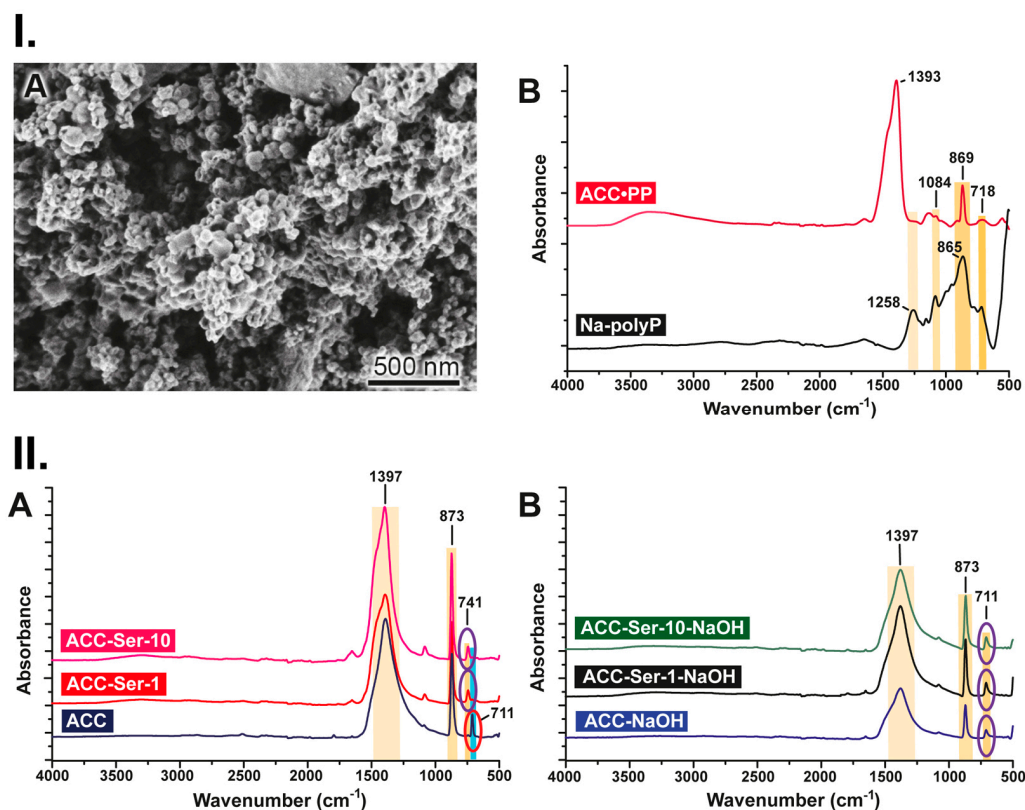 I.
A
500 nm
B
Absorbance
ACC•PP
Na-polyP
1393
1084
869
718
865
1258
4000 3500 3000 2500 2000 1500 1000 500
Wavenumber (cm-1)
II.
A
Absorbance
1397
873
741
711
ACC-Ser-10
ACC-Ser-1
ACC
4000 3500 3000 2500 2000 1500 1000 500
Wavenumber (cm-1)
B
Absorbance
1397
873
711
ACC-Ser-10-NaOH
ACC-Ser-1-NaOH
ACC-NaOH
4000 3500 3000 2500 2000 1500 1000 500
Wavenumber (cm-1)